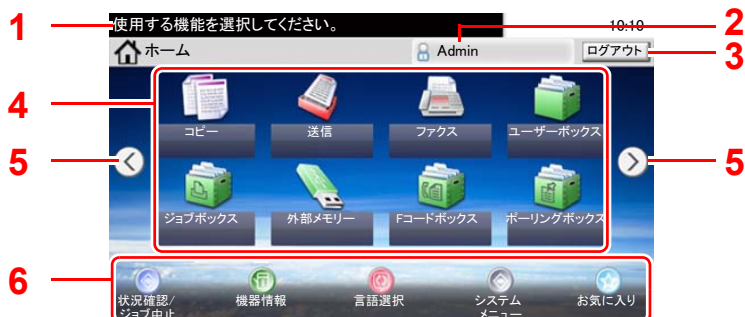 1
使用する機能を選択してください。
10:10
2
ホーム
Admin
ログアウト
3
4
コピー
送信
ファクス
ユーザーボックス
5
5
ジョブボックス
外部メモリー
Fコードボックス
ポーリングボックス
6
状況確認/
ジョブ中止
機器情報
言語選択
システム
メニュー
お気に入り